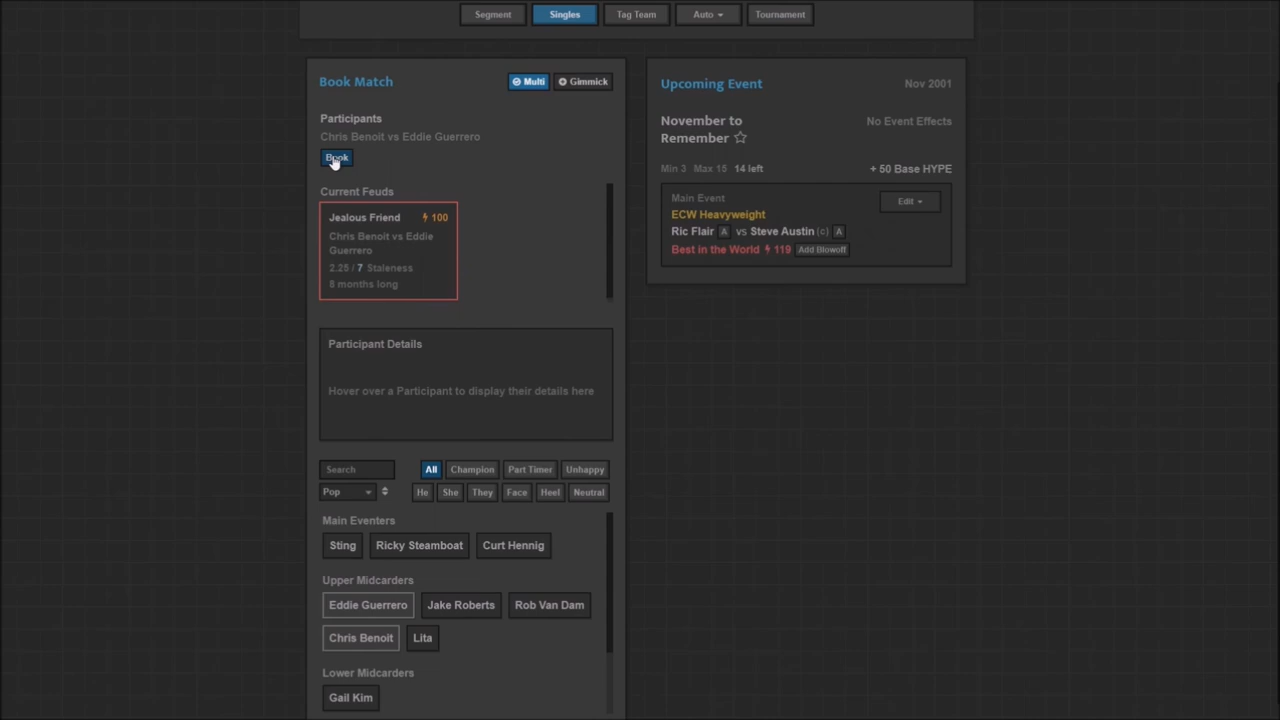 Segment Singles Tag Team Auto Tournament
Book Match
Multi Gimmick
Participants
Chris Benoit vs Eddie Guerrero
Book
Current Feuds
Jealous Friend 100
Chris Benoit vs Eddie
Guerrero
2.25 / 7 Staleness
8 months long
Participant Details
Hover over a Participant to display their details here
Search All Champion Part Timer Unhappy
Pop He She They Face Heel Neutral
Main Eventers
Sting Ricky Steamboat Curt Hennig
Upper Midcarders
Eddie Guerrero Jake Roberts Rob Van Dam
Chris Benoit Lita
Lower Midcarders
Gail Kim
Upcoming Event Nov 2001
November to
Remember No Event Effects
Min 3 Max 15 14 left + 50 Base HYPE
Main Event Edit
ECW Heavyweight
Ric Flair A vs Steve Austin (c) A
Best in the World 119 Add Blowoff